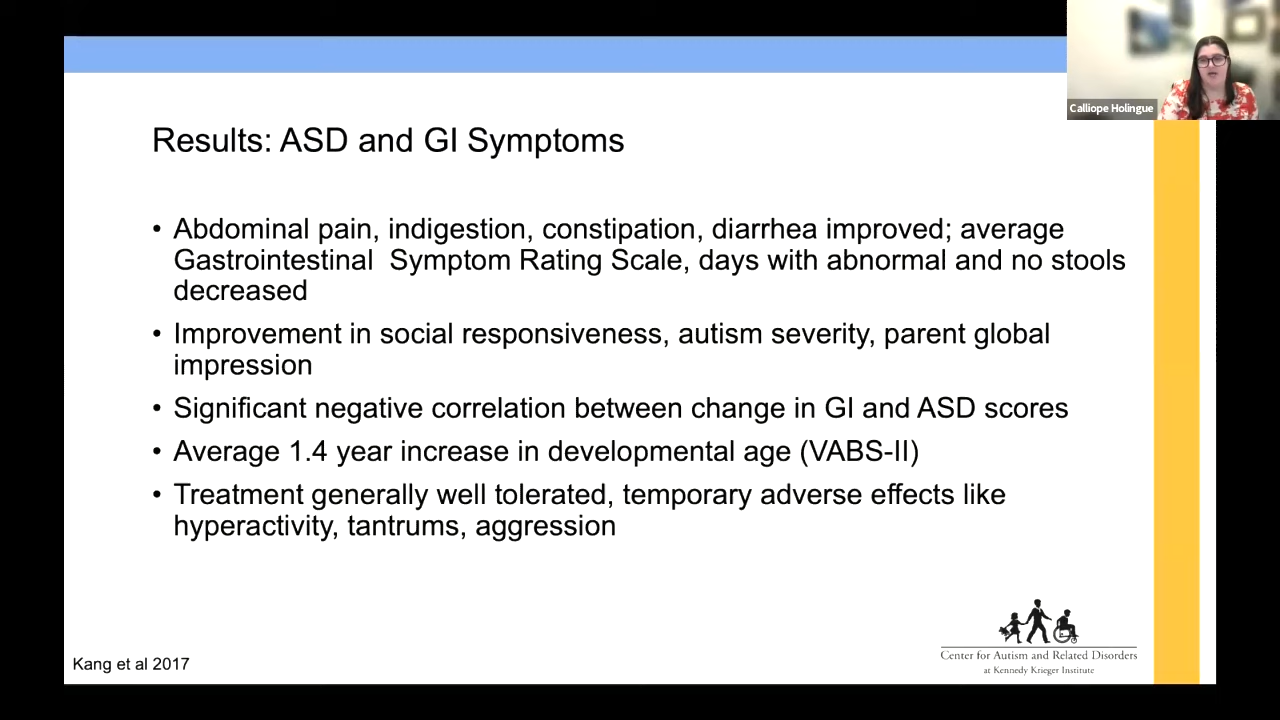 Calliope Holingue
Results: ASD and GI Symptoms
• Abdominal pain, indigestion, constipation, diarrhea improved; average
Gastrointestinal  Symptom Rating Scale, days with abnormal and no stools
decreased
• Improvement in social responsiveness, autism severity, parent global
impression
• Significant negative correlation between change in GI and ASD scores
• Average 1.4 year increase in developmental age (VABS-II)
• Treatment generally well tolerated, temporary adverse effects like
hyperactivity, tantrums, aggression
Center for Autism and Related Disorders
at Kennedy Krieger Institute
Kang et al 2017